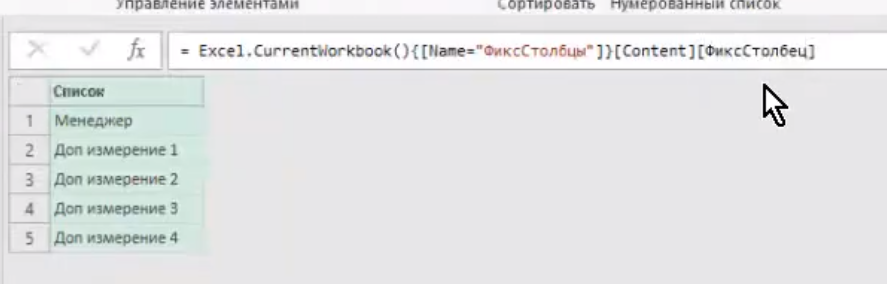 Управление элементами Сортировать Нумерованный список
fx = Excel.CurrentWorkbook(){[Name="ФиксСтолбцы"]}[Content][ФиксСтолбец]
Список
1 Менеджер
2 Доп измерение 1
3 Доп измерение 2
4 Доп измерение 3
5 Доп измерение 4